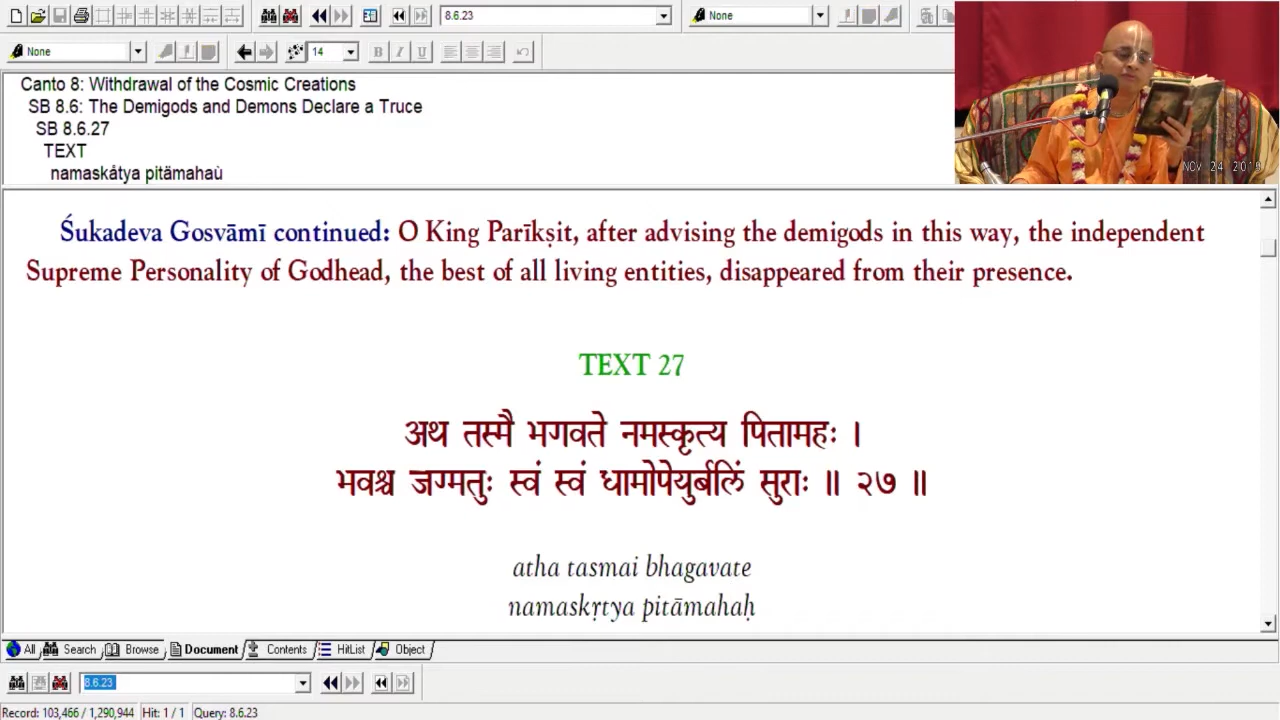 8.6.23
None
None
14
B I U
Canto 8: Withdrawal of the Cosmic Creations
SB 8.6: The Demigods and Demons Declare a Truce
SB 8.6.27
TEXT
namaskåtya pitämahaù
NOV 24 2019
Śukadeva Gosvāmī continued: O King Parīkṣit, after advising the demigods in this way, the independent
Supreme Personality of Godhead, the best of all living entities, disappeared from their presence.
TEXT 27
अथ तस्मै भगवते नमस्कृत्य पितामहः ।
भवश्च जग्मतुः स्वं स्वं धामोपेयुर्बलिं सुराः ॥ २७ ॥
atha tasmai bhagavate
namaskṛtya pitāmahaḥ
All Search Browse Document Contents HitList Object
8.6.23
Record: 103,466 / 1,290,944 Hit: 1 / 1 Query: 8.6.23